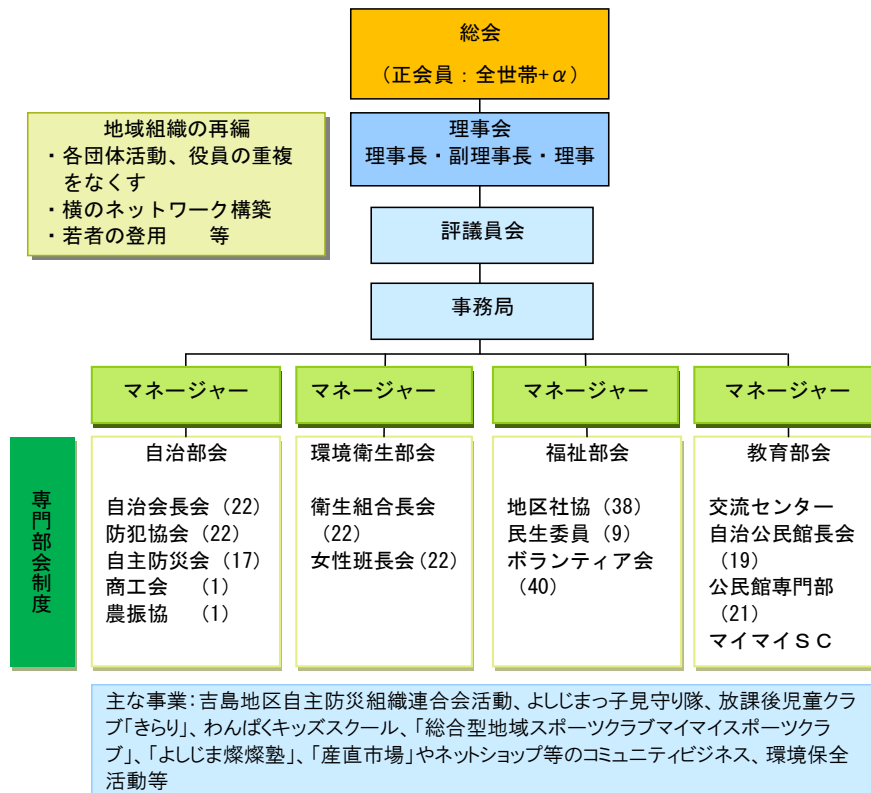 総会
（正会員：全世帯+α）
理事会
理事長・副理事長・理事
地域組織の再編
・各団体活動、役員の重複
をなくす
・横のネットワーク構築
・若者の登用　等
評議員会
事務局
マネージャー
マネージャー
マネージャー
マネージャー
専門部会制度
自治部会
自治会長会（22）
防犯協会（22）
自主防災会（17）
商工会　（1）
農振協　（1）
環境衛生部会
衛生組合長会
（22）
女性班長会（22）
福祉部会
地区社協（38）
民生委員（9）
ボランティア会
（40）
教育部会
交流センター
自治公民館長会
（19）
公民館専門部
（21）
マイマイＳＣ
主な事業：吉島地区自主防災組織連合会活動、よしじまっ子見守り隊、放課後児童クラ
ブ「きらり」、わんぱくキッズスクール、「総合型地域スポーツクラブマイマイスポーツクラ
ブ」、「よしじま燦燦塾」、「産直市場」やネットショップ等のコミュニティビジネス、環境保全
活動等